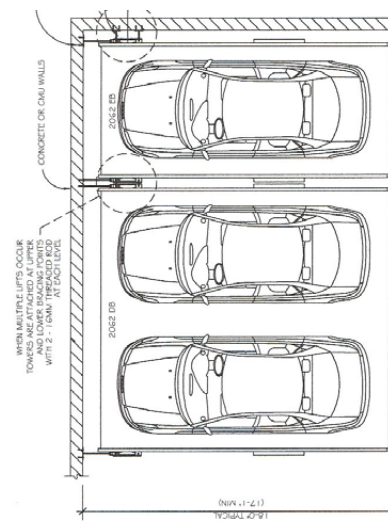 CONCRETE OR CMU WALLS
2062 EB
WHEN MULTIPLE LIFTS OCCUR
TOWERS ARE ATTACHED AT UPPER
AND LOWER BRACING POINTS
WITH 2 - 16MM THREADED ROD
AT EACH LEVEL
2062 DB
18'-0" TYPICAL
(17'-1" MIN)